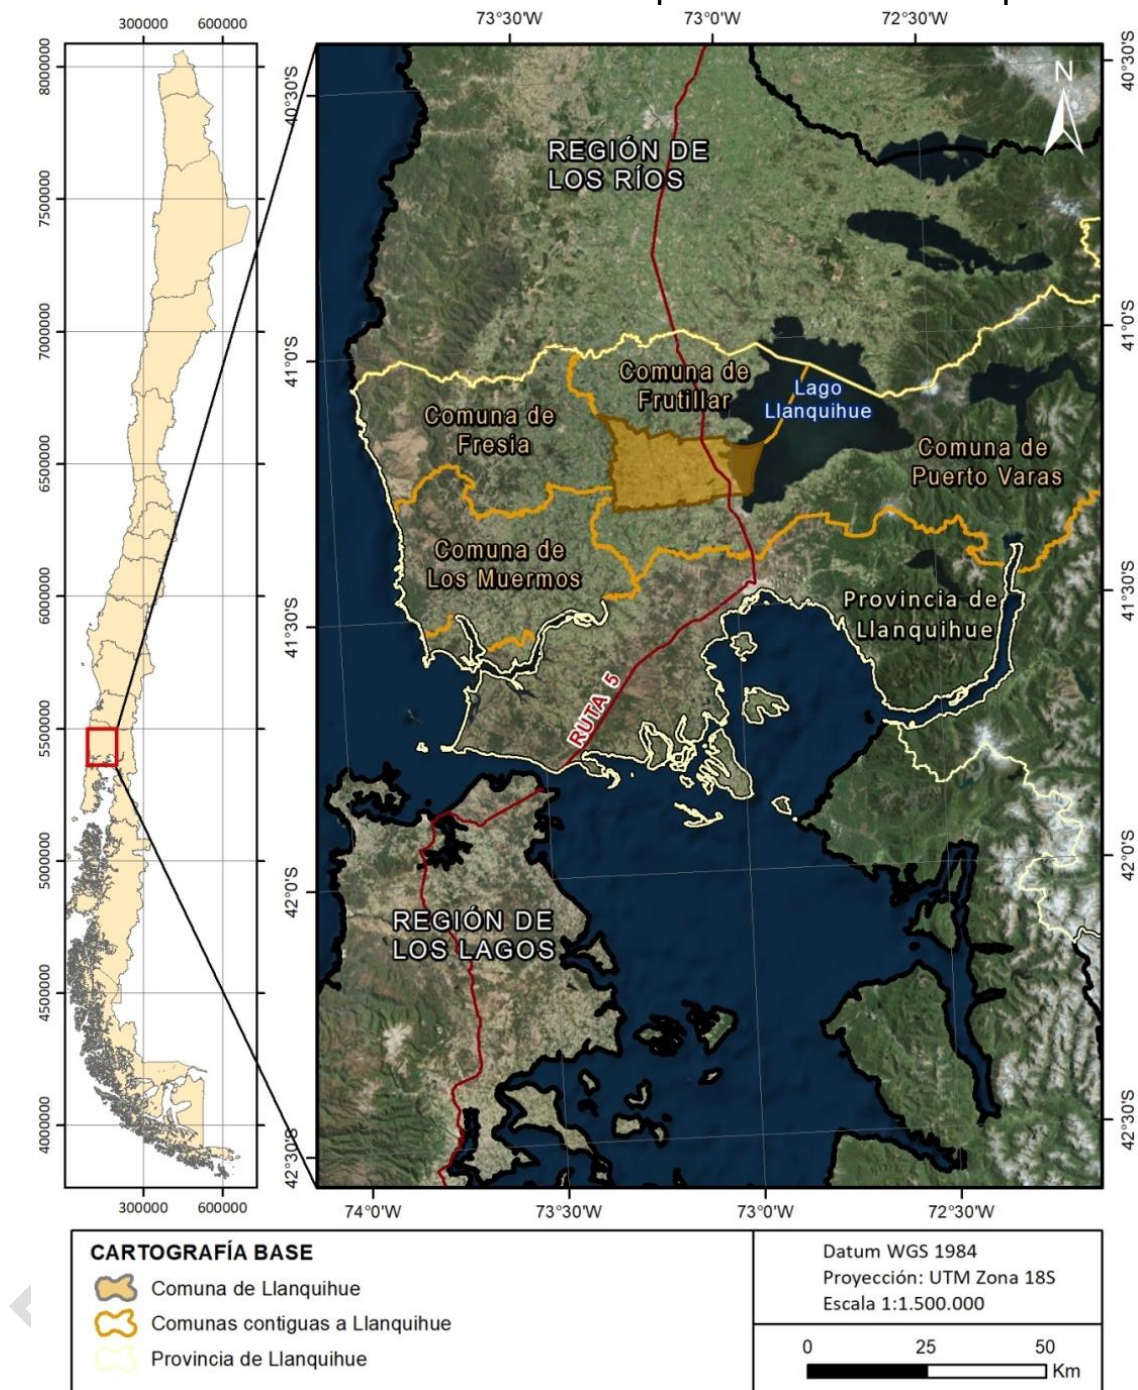 73°30'W 73°0'W 72°30'W
300000 600000
8000000
7500000
7000000
6500000
6000000
5500000
5000000
4500000
4000000
300000 600000
40°30'S
41°0'S
41°30'S
42°0'S
42°30'S
N
REGIÓN DE
LOS RÍOS
Comuna de
Frutillar
Lago
Llanquihue
Comuna de
Fresia
Comuna de
Puerto Varas
Comuna de
Los Muermos
Provincia de
Llanquihue
RUTA 5
REGIÓN DE
LOS LAGOS
40°30'S
41°0'S
41°30'S
42°0'S
42°30'S
74°0'W 73°30'W 73°0'W 72°30'W
CARTOGRAFÍA BASE
Comuna de Llanquihue
Comunas contiguas a Llanquihue
Provincia de Llanquihue
Datum WGS 1984
Proyección: UTM Zona 18S
Escala 1:1.500.000
0 25 50
Km